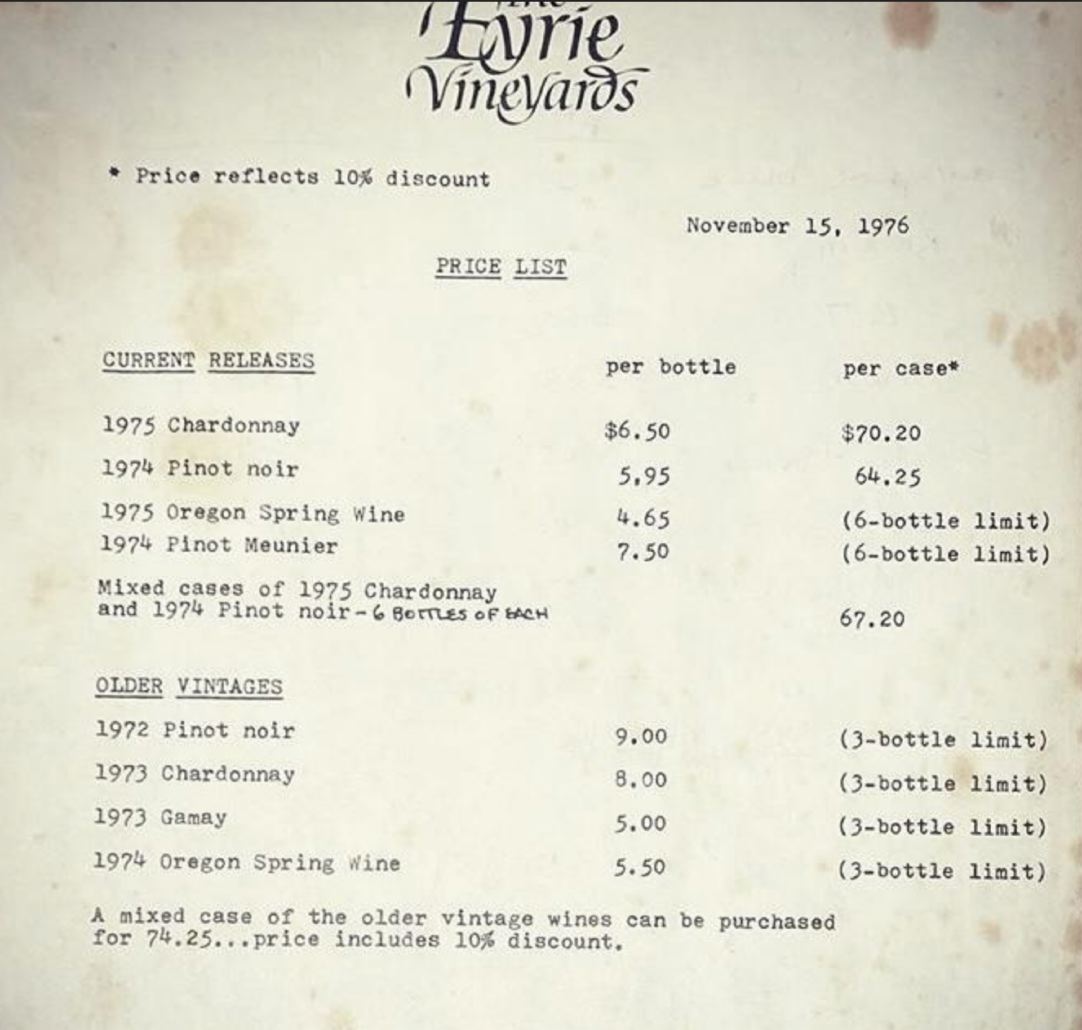 The
Eyrie
Vineyards
* Price reflects 10% discount
November 15, 1976
PRICE LIST
CURRENT RELEASES per bottle per case*
1975 Chardonnay $6.50 $70.20
1974 Pinot noir 5.95 64.25
1975 Oregon Spring Wine 4.65 (6-bottle limit)
1974 Pinot Meunier 7.50 (6-bottle limit)
Mixed cases of 1975 Chardonnay
and 1974 Pinot noir - 6 BOTTLES OF EACH 67.20
OLDER VINTAGES
1972 Pinot noir 9.00 (3-bottle limit)
1973 Chardonnay 8.00 (3-bottle limit)
1973 Gamay 5.00 (3-bottle limit)
1974 Oregon Spring Wine 5.50 (3-bottle limit)
A mixed case of the older vintage wines can be purchased
for 74.25...price includes 10% discount.